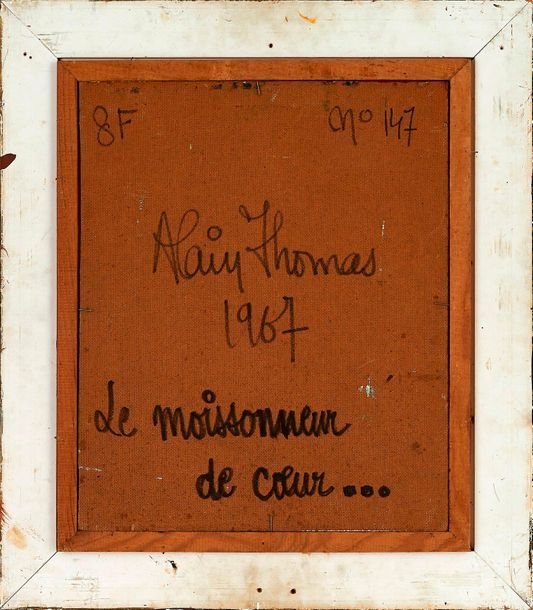 8F N° 147
Alain Thomas
1967
Le moissonneur
de cœur...